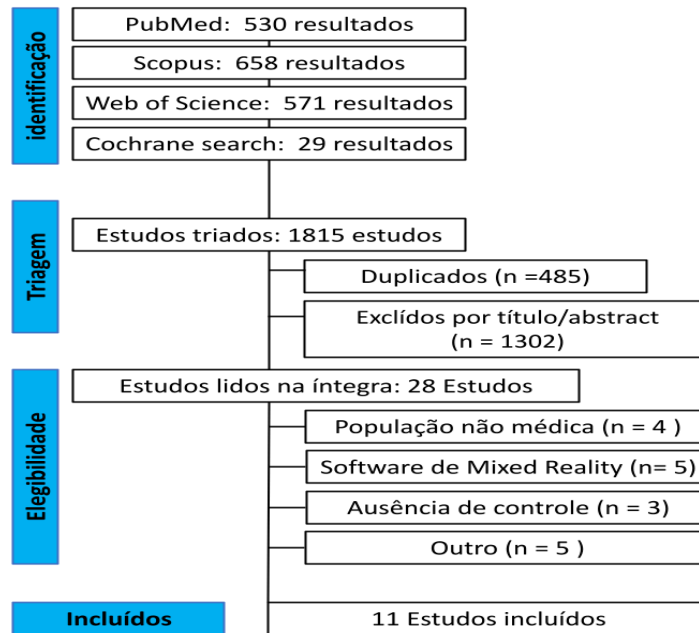 identificação
PubMed: 530 resultados
Scopus: 658 resultados
Web of Science: 571 resultados
Cochrane search: 29 resultados
Triagem
Estudos triados: 1815 estudos
Duplicados (n =485)
Exclídos por título/abstract
(n = 1302)
Elegibilidade
Estudos lidos na íntegra: 28 Estudos
População não médica (n = 4 )
Software de Mixed Reality (n= 5)
Ausência de controle (n = 3)
Outro (n = 5 )
Incluídos
11 Estudos incluídos